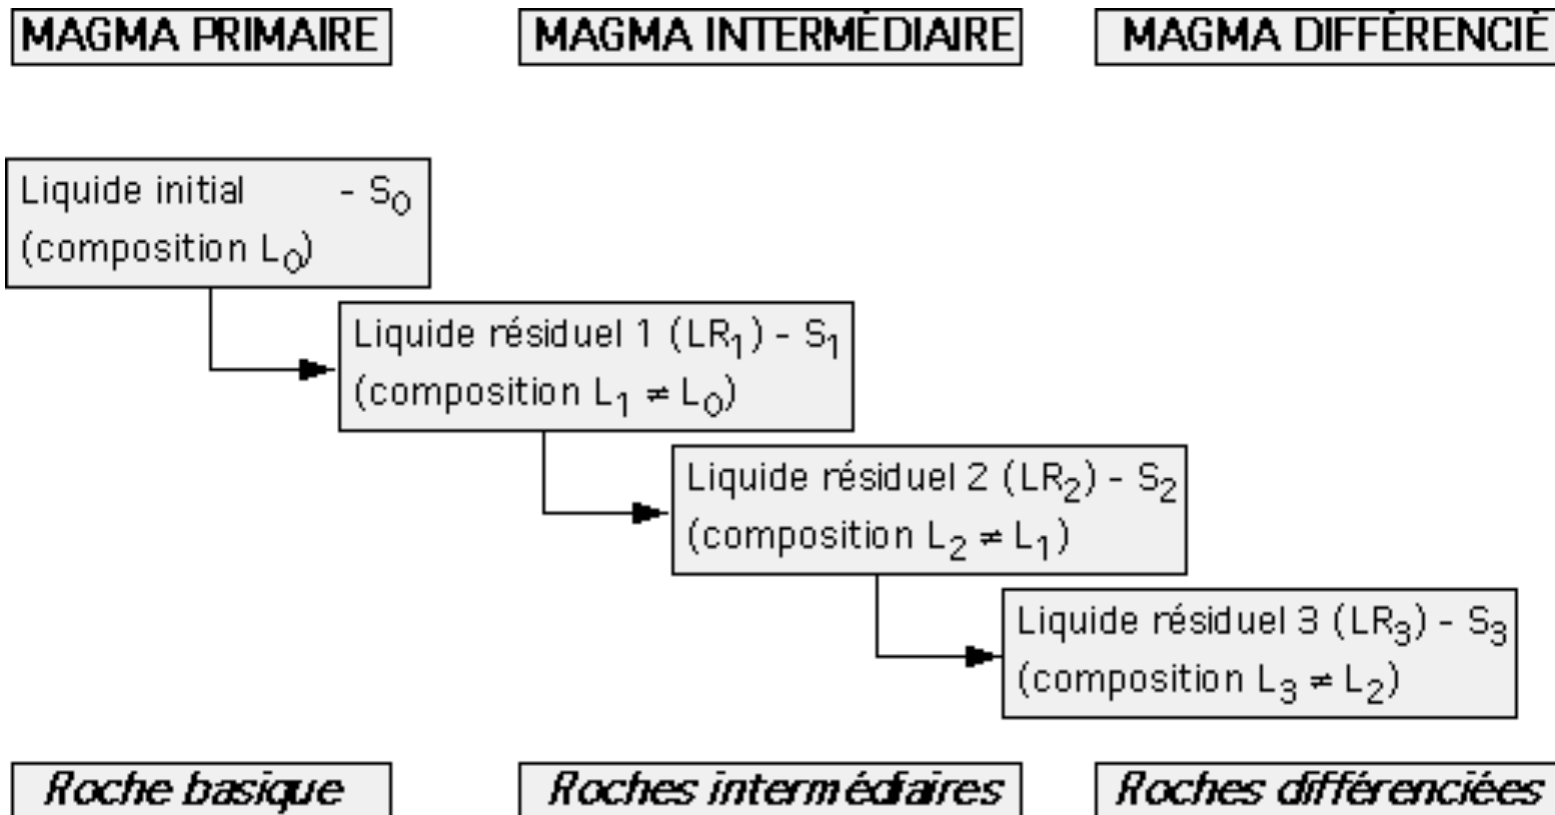 MAGMA PRIMAIRE
MAGMA INTERMÉDIAIRE
MAGMA DIFFÉRENCIÉ
Liquide initial - S₀
(composition L₀)
Liquide résiduel 1 (LR₁) - S₁
(composition L₁ ≠ L₀)
Liquide résiduel 2 (LR₂) - S₂
(composition L₂ ≠ L₁)
Liquide résiduel 3 (LR₃) - S₃
(composition L₃ ≠ L₂)
Roche basique
Roches intermédiaires
Roches différenciées